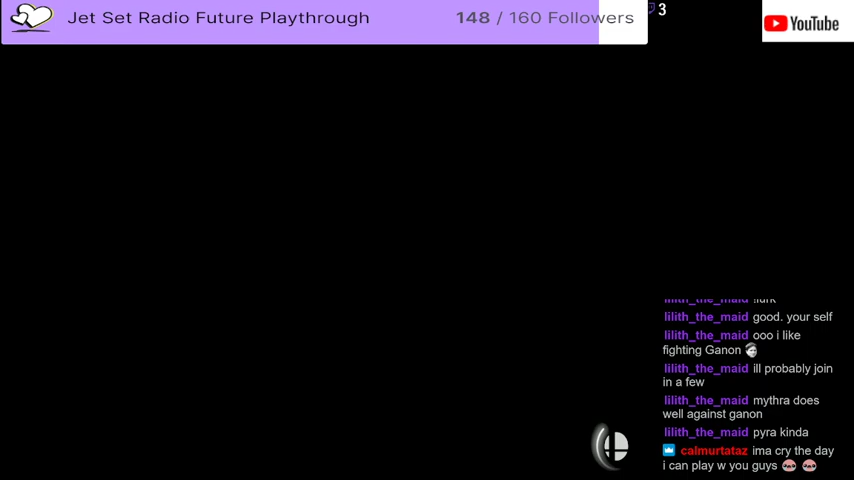 Jet Set Radio Future Playthrough 148 / 160 Followers
3
YouTube
lilith_the_maid !lurk
lilith_the_maid good. your self
lilith_the_maid ooo i like
fighting Ganon
lilith_the_maid ill probably join
in a few
lilith_the_maid mythra does
well against ganon
lilith_the_maid pyra kinda
calmurtataz ima cry the day
i can play w you guys